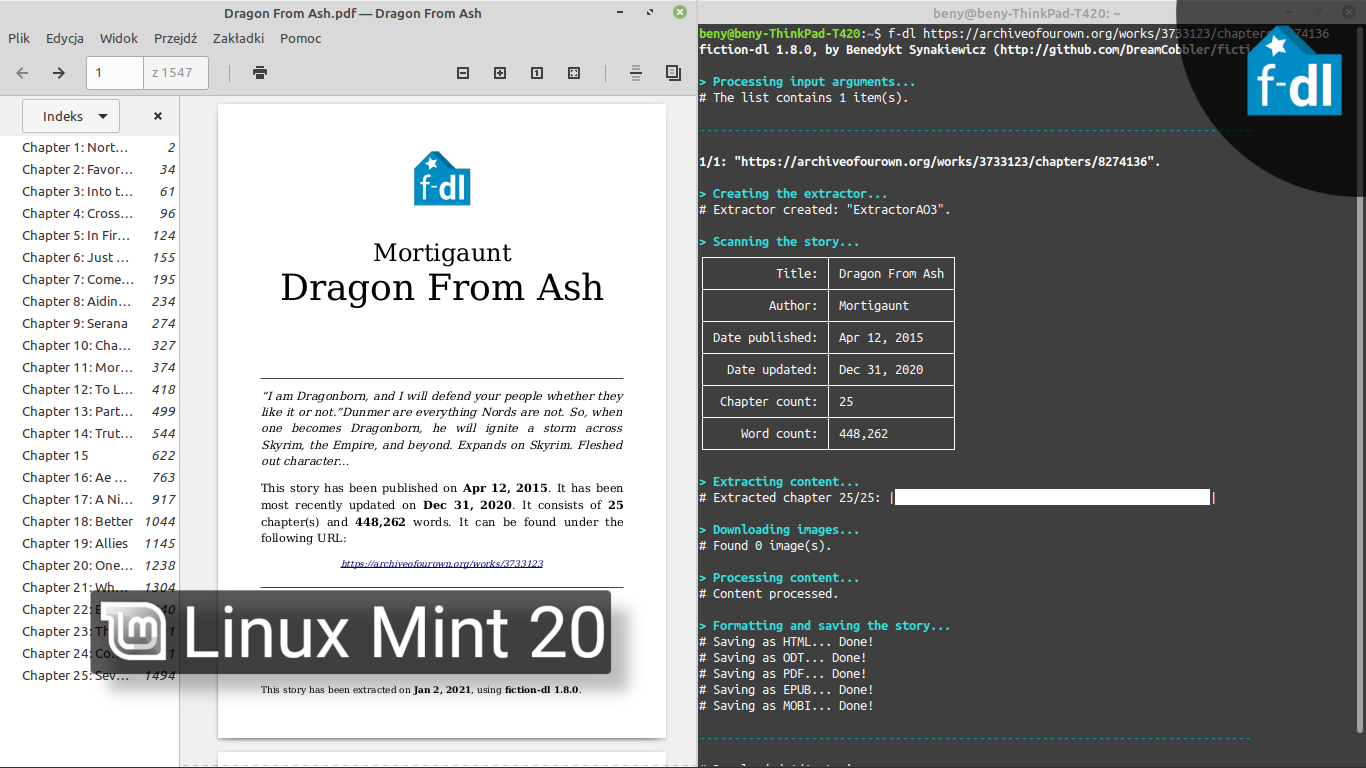 Dragon From Ash.pdf — Dragon From Ash
Plik Edycja Widok Przejdź Zakładki Pomoc
1 z 1547
Indeks
Chapter 1: Nort... 2
Chapter 2: Favor... 34
Chapter 3: Into t... 61
Chapter 4: Cross... 96
Chapter 5: In Fir... 124
Chapter 6: Just ... 155
Chapter 7: Come... 195
Chapter 8: Aidin... 234
Chapter 9: Serana 274
Chapter 10: Cha... 327
Chapter 11: Mor... 374
Chapter 12: To L... 418
Chapter 13: Part... 499
Chapter 14: Trut... 544
Chapter 15 622
Chapter 16: Ae ... 763
Chapter 17: A Ni... 917
Chapter 18: Better 1044
Chapter 19: Allies 1145
Chapter 20: One... 1238
Chapter 21: Wh... 1304
Chapter 22:
Chapter 23:
Chapter 24:
Chapter 25: Sev... 1494
f-dl
Mortigaunt
Dragon From Ash
“I am Dragonborn, and I will defend your people whether they
like it or not.”Dunmer are everything Nords are not. So, when
one becomes Dragonborn, he will ignite a storm across
Skyrim, the Empire, and beyond. Expands on Skyrim. Fleshed
out character...
This story has been published on Apr 12, 2015. It has been
most recently updated on Dec 31, 2020. It consists of 25
chapter(s) and 448,262 words. It can be found under the
following URL:
https://archiveofourown.org/works/3733123
This story has been extracted on Jan 2, 2021, using fiction-dl 1.8.0.
Linux Mint 20
beny@beny-ThinkPad-T420: ~
beny@beny-ThinkPad-T420:~$ f-dl https://archiveofourown.org/works/3733123/chapters/8274136
fiction-dl 1.8.0, by Benedykt Synakiewicz (http://github.com/DreamCobbler/ficti
> Processing input arguments...
# The list contains 1 item(s).
1/1: "https://archiveofourown.org/works/3733123/chapters/8274136".
> Creating the extractor...
# Extractor created: "ExtractorAO3".
> Scanning the story...
Title: Dragon From Ash
Author: Mortigaunt
Date published: Apr 12, 2015
Date updated: Dec 31, 2020
Chapter count: 25
Word count: 448,262
> Extracting content...
# Extracted chapter 25/25: | |
> Downloading images...
# Found 0 image(s).
> Processing content...
# Content processed.
> Formatting and saving the story...
# Saving as HTML... Done!
# Saving as ODT... Done!
# Saving as PDF... Done!
# Saving as EPUB... Done!
# Saving as MOBI... Done!
f-dl